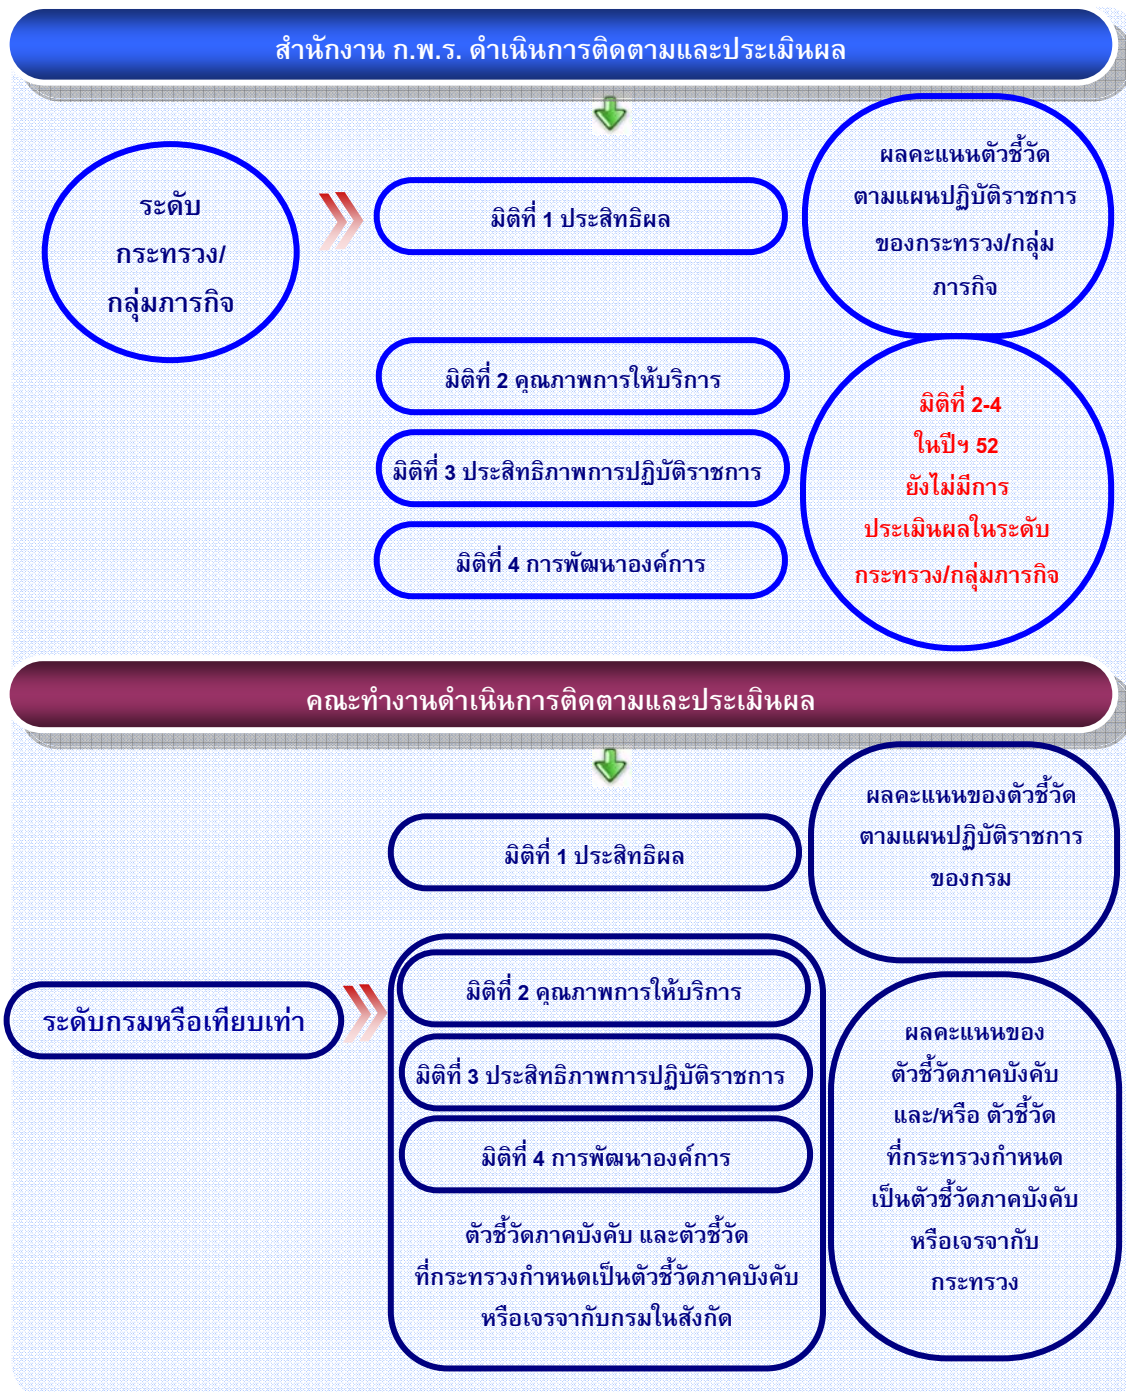 สำนักงาน ก.พ.ร. ดำเนินการติดตามและประเมินผล
ระดับ
กระทรวง/
กลุ่มภารกิจ
มิติที่ 1 ประสิทธิผล
ผลคะแนนตัวชี้วัด
ตามแผนปฏิบัติราชการ
ของกระทรวง/กลุ่ม
ภารกิจ
มิติที่ 2 คุณภาพการให้บริการ
มิติที่ 3 ประสิทธิภาพการปฏิบัติราชการ
มิติที่ 4 การพัฒนาองค์การ
มิติที่ 2-4
ในปีฯ 52
ยังไม่มีการ
ประเมินผลในระดับ
กระทรวง/กลุ่มภารกิจ
คณะทำงานดำเนินการติดตามและประเมินผล
มิติที่ 1 ประสิทธิผล
ผลคะแนนของตัวชี้วัด
ตามแผนปฏิบัติราชการ
ของกรม
ระดับกรมหรือเทียบเท่า
มิติที่ 2 คุณภาพการให้บริการ
มิติที่ 3 ประสิทธิภาพการปฏิบัติราชการ
มิติที่ 4 การพัฒนาองค์การ
ตัวชี้วัดภาคบังคับ และตัวชี้วัด
ที่กระทรวงกำหนดเป็นตัวชี้วัดภาคบังคับ
หรือเจรจากับกรมในสังกัด
ผลคะแนนของ
ตัวชี้วัดภาคบังคับ
และ/หรือ ตัวชี้วัด
ที่กระทรวงกำหนด
เป็นตัวชี้วัดภาคบังคับ
หรือเจรจากับ
กระทรวง